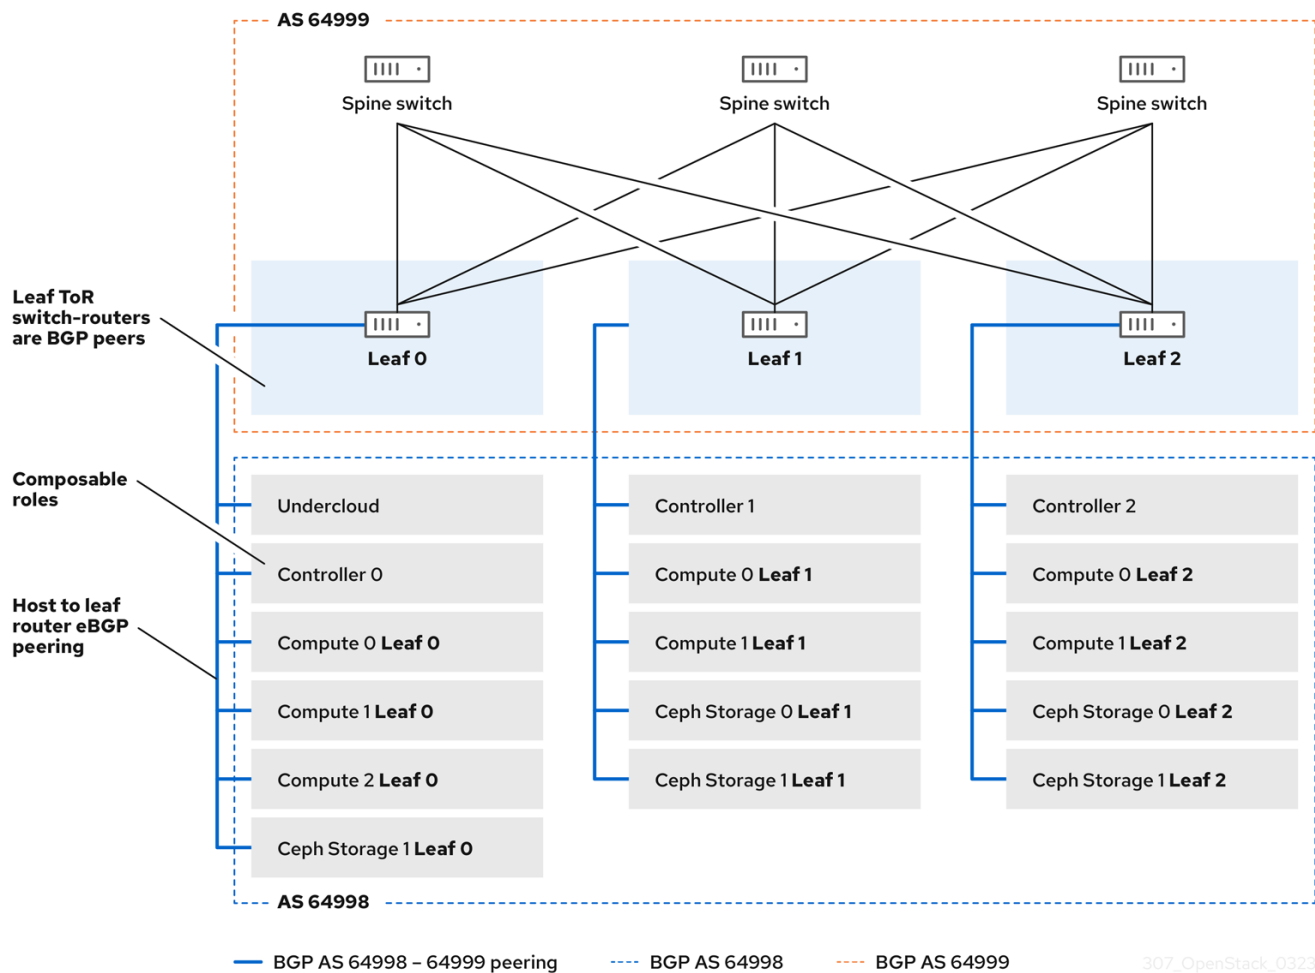 AS 64999
Spine switch
Spine switch
Spine switch
Leaf ToR
switch-routers
are BGP peers
Leaf 0
Leaf 1
Leaf 2
Composable
roles
Host to leaf
router eBGP
peering
Undercloud
Controller 0
Compute 0 Leaf 0
Compute 1 Leaf 0
Compute 2 Leaf 0
Ceph Storage 1 Leaf 0
Controller 1
Compute 0 Leaf 1
Compute 1 Leaf 1
Ceph Storage 0 Leaf 1
Ceph Storage 1 Leaf 1
Controller 2
Compute 0 Leaf 2
Compute 1 Leaf 2
Ceph Storage 0 Leaf 2
Ceph Storage 1 Leaf 2
AS 64998
BGP AS 64998 – 64999 peering
BGP AS 64998
BGP AS 64999